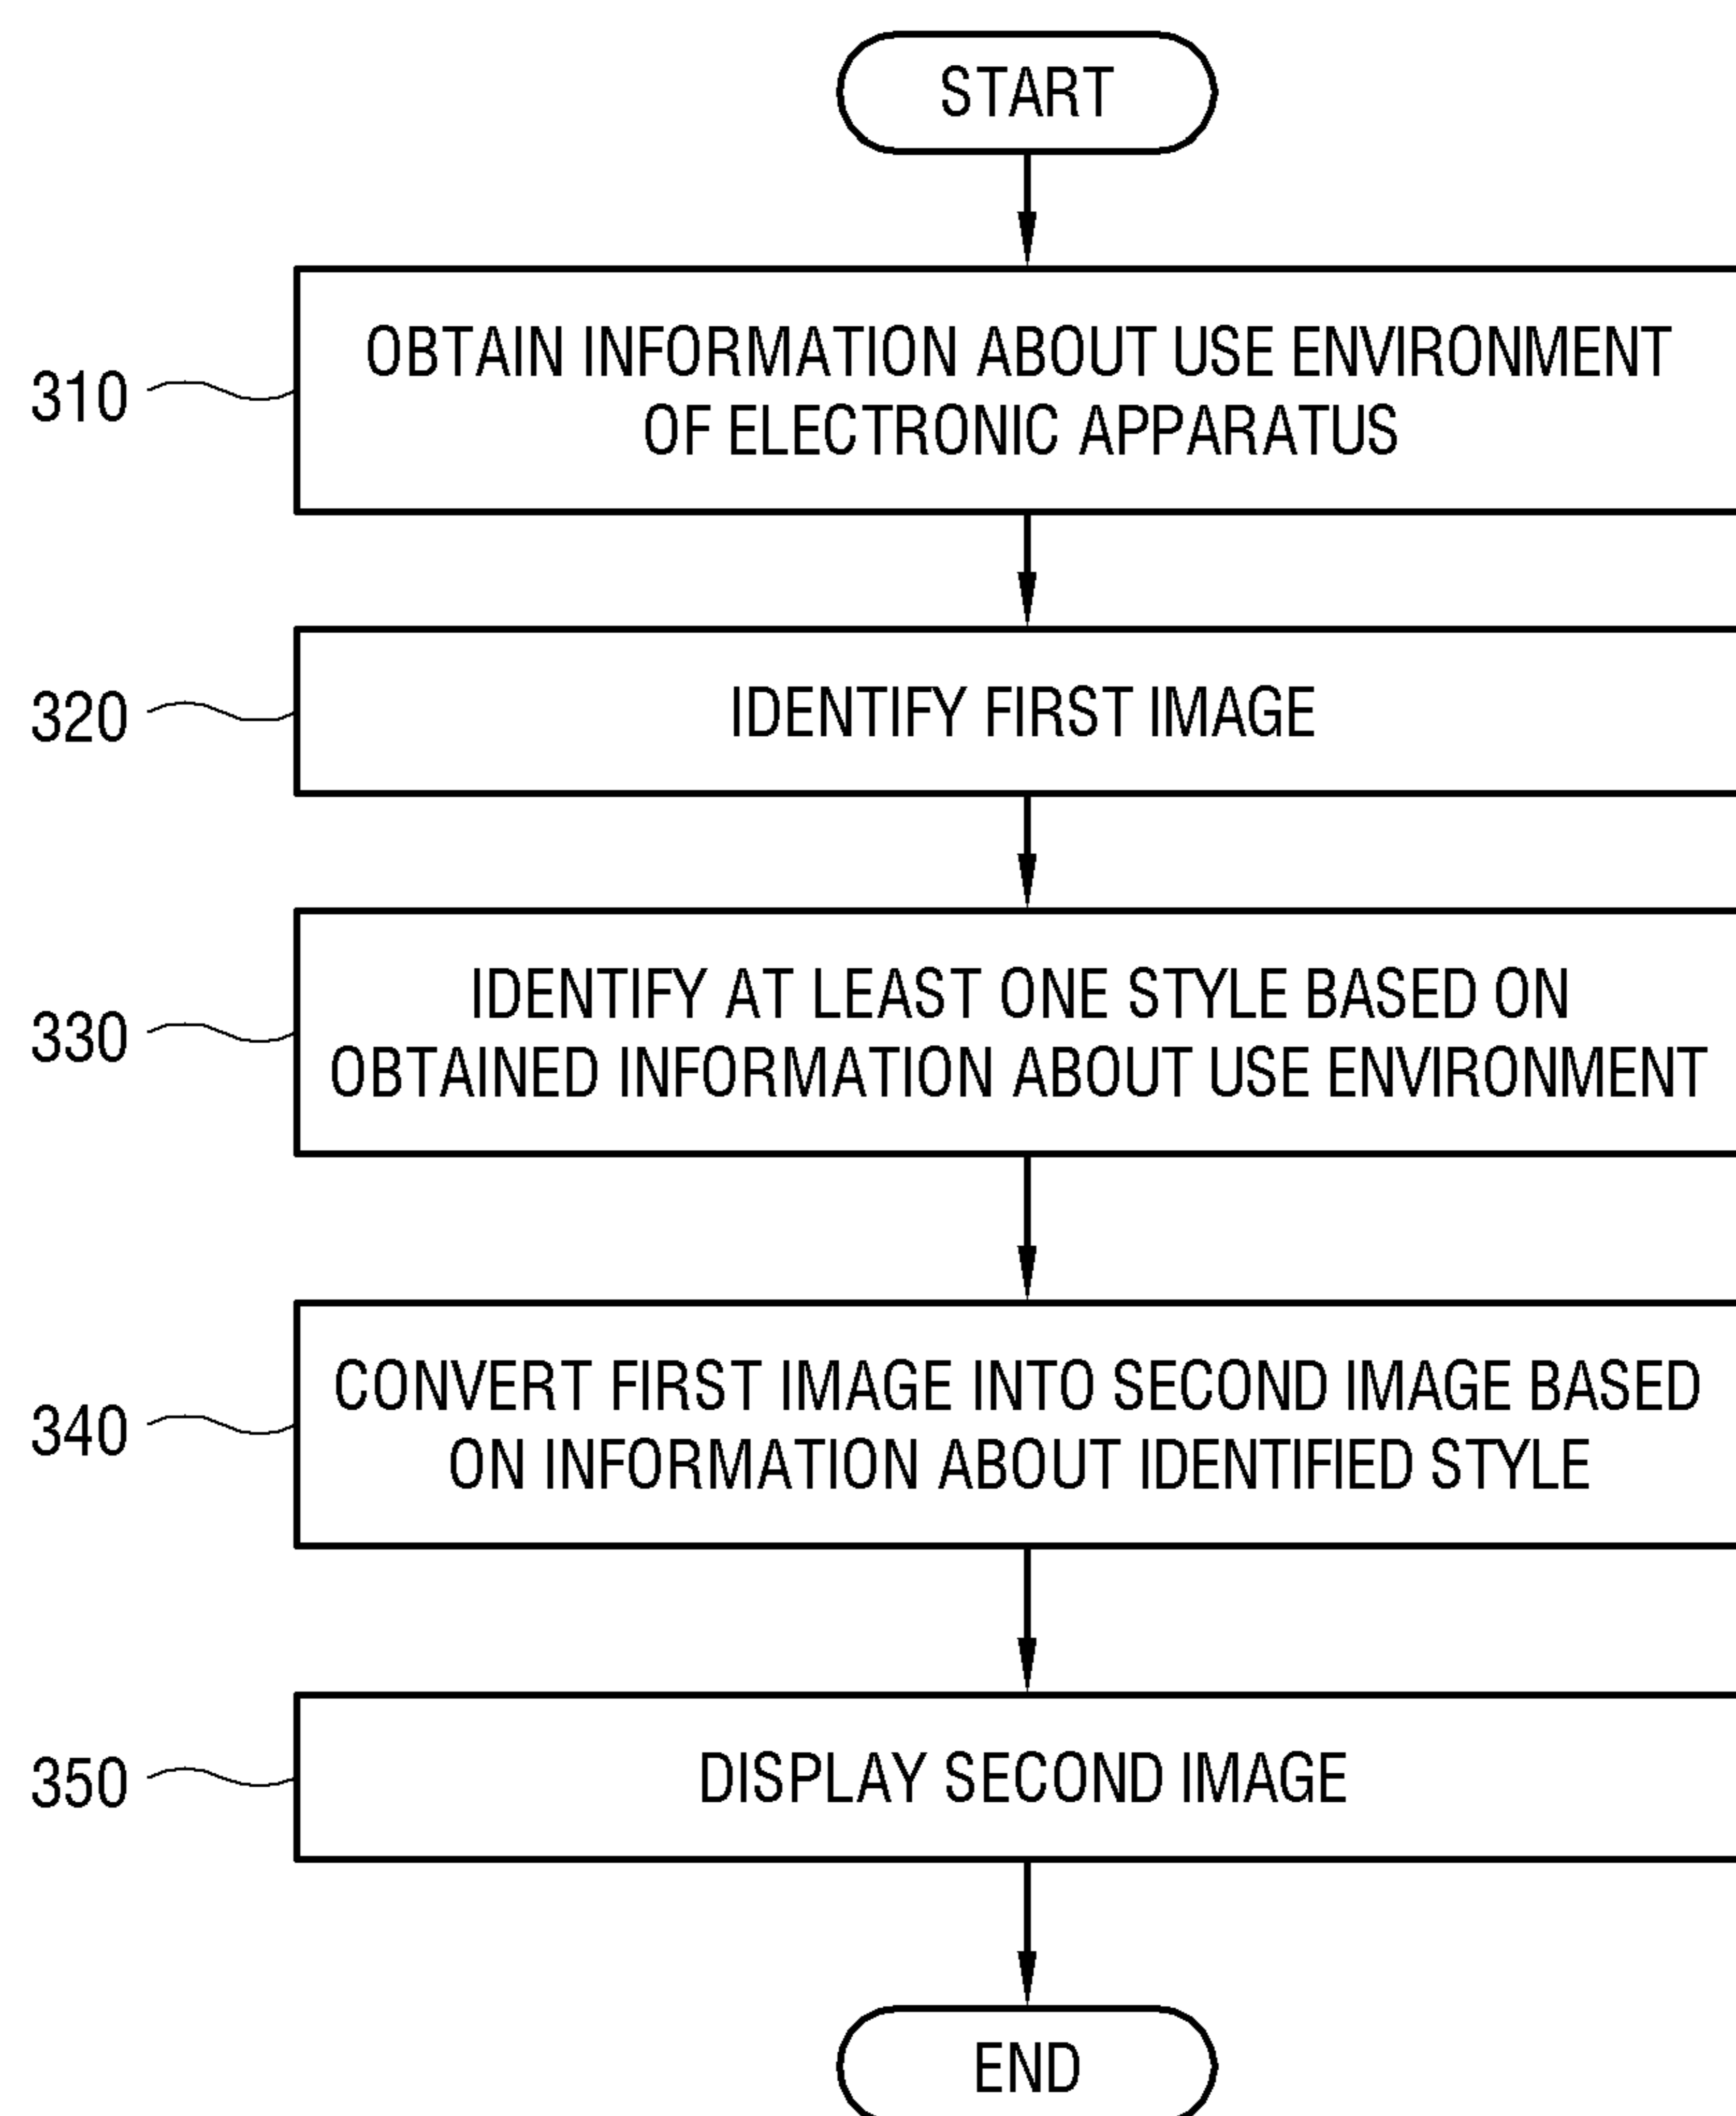 START
310
OBTAIN INFORMATION ABOUT USE ENVIRONMENT
OF ELECTRONIC APPARATUS
320
IDENTIFY FIRST IMAGE
330
IDENTIFY AT LEAST ONE STYLE BASED ON
OBTAINED INFORMATION ABOUT USE ENVIRONMENT
340
CONVERT FIRST IMAGE INTO SECOND IMAGE BASED
ON INFORMATION ABOUT IDENTIFIED STYLE
350
DISPLAY SECOND IMAGE
END